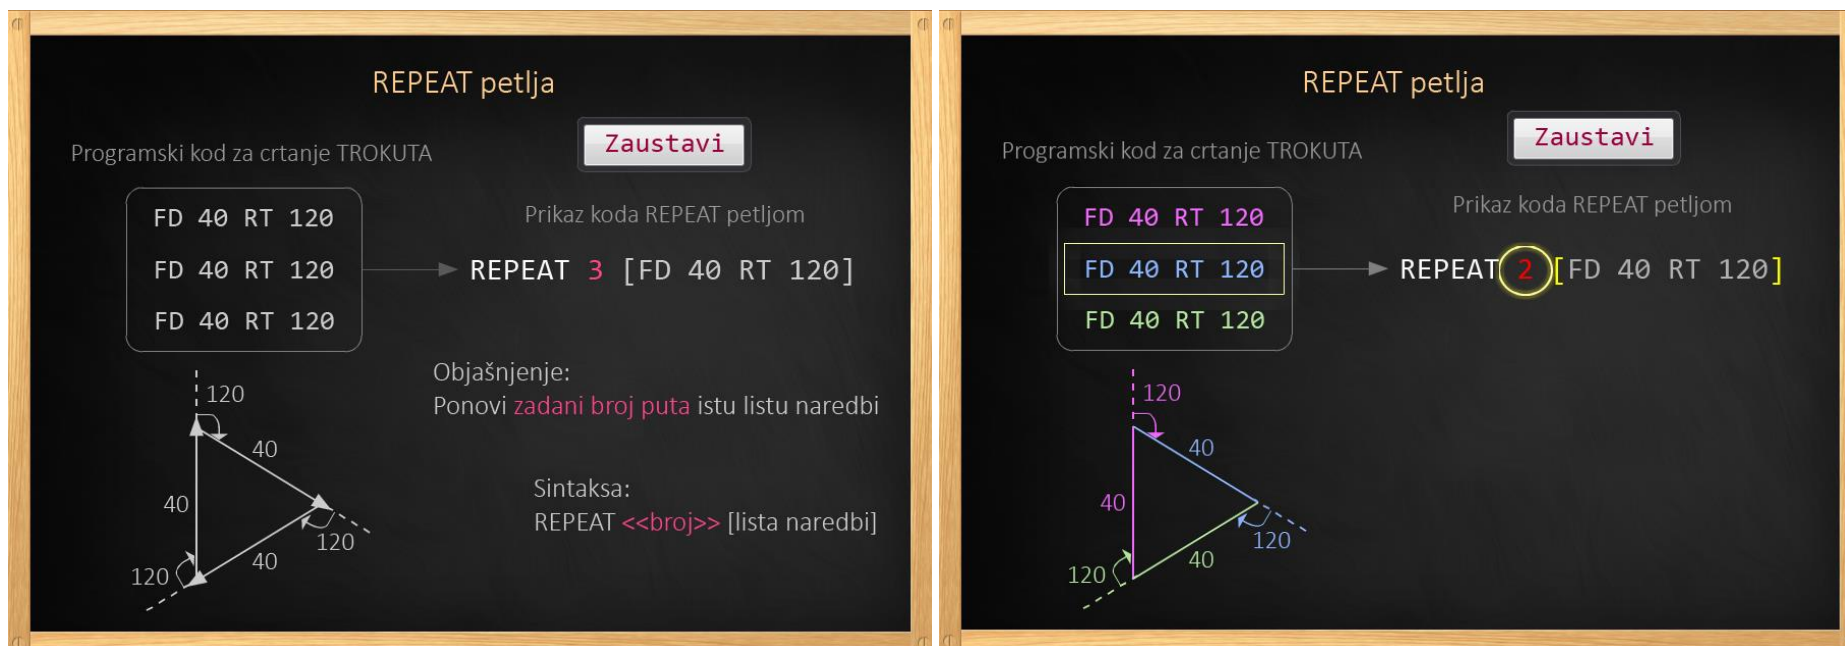 REPEAT petlja
Zaustavi
Programski kod za crtanje TROKUTA
FD 40 RT 120
FD 40 RT 120
FD 40 RT 120
Prikaz koda REPEAT petljom
REPEAT 3 [FD 40 RT 120]
Objašnjenje:
Ponovi zadani broj puta istu listu naredbi
Sintaksa:
REPEAT <<broj>> [lista naredbi]
120
40
40
120
40
120
REPEAT petlja
Zaustavi
Programski kod za crtanje TROKUTA
FD 40 RT 120
FD 40 RT 120
FD 40 RT 120
Prikaz koda REPEAT petljom
REPEAT 2 [FD 40 RT 120]
120
40
40
120
40
120